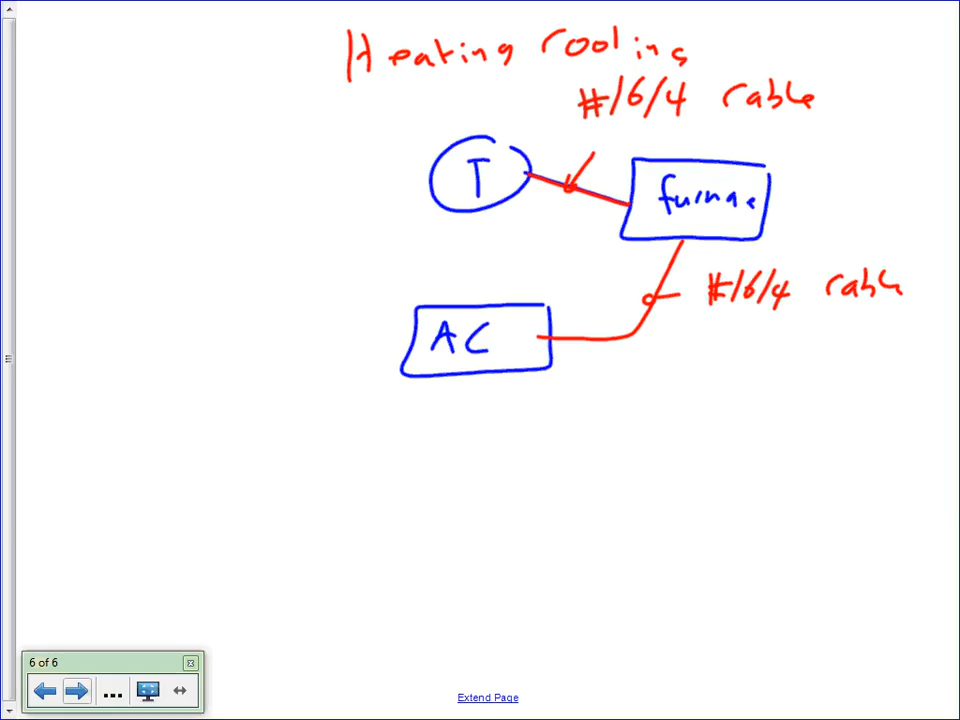 Heating cooling
#16/4 cable
T
furnace
#16/4 cable
AC
6 of 6
...
Extend Page